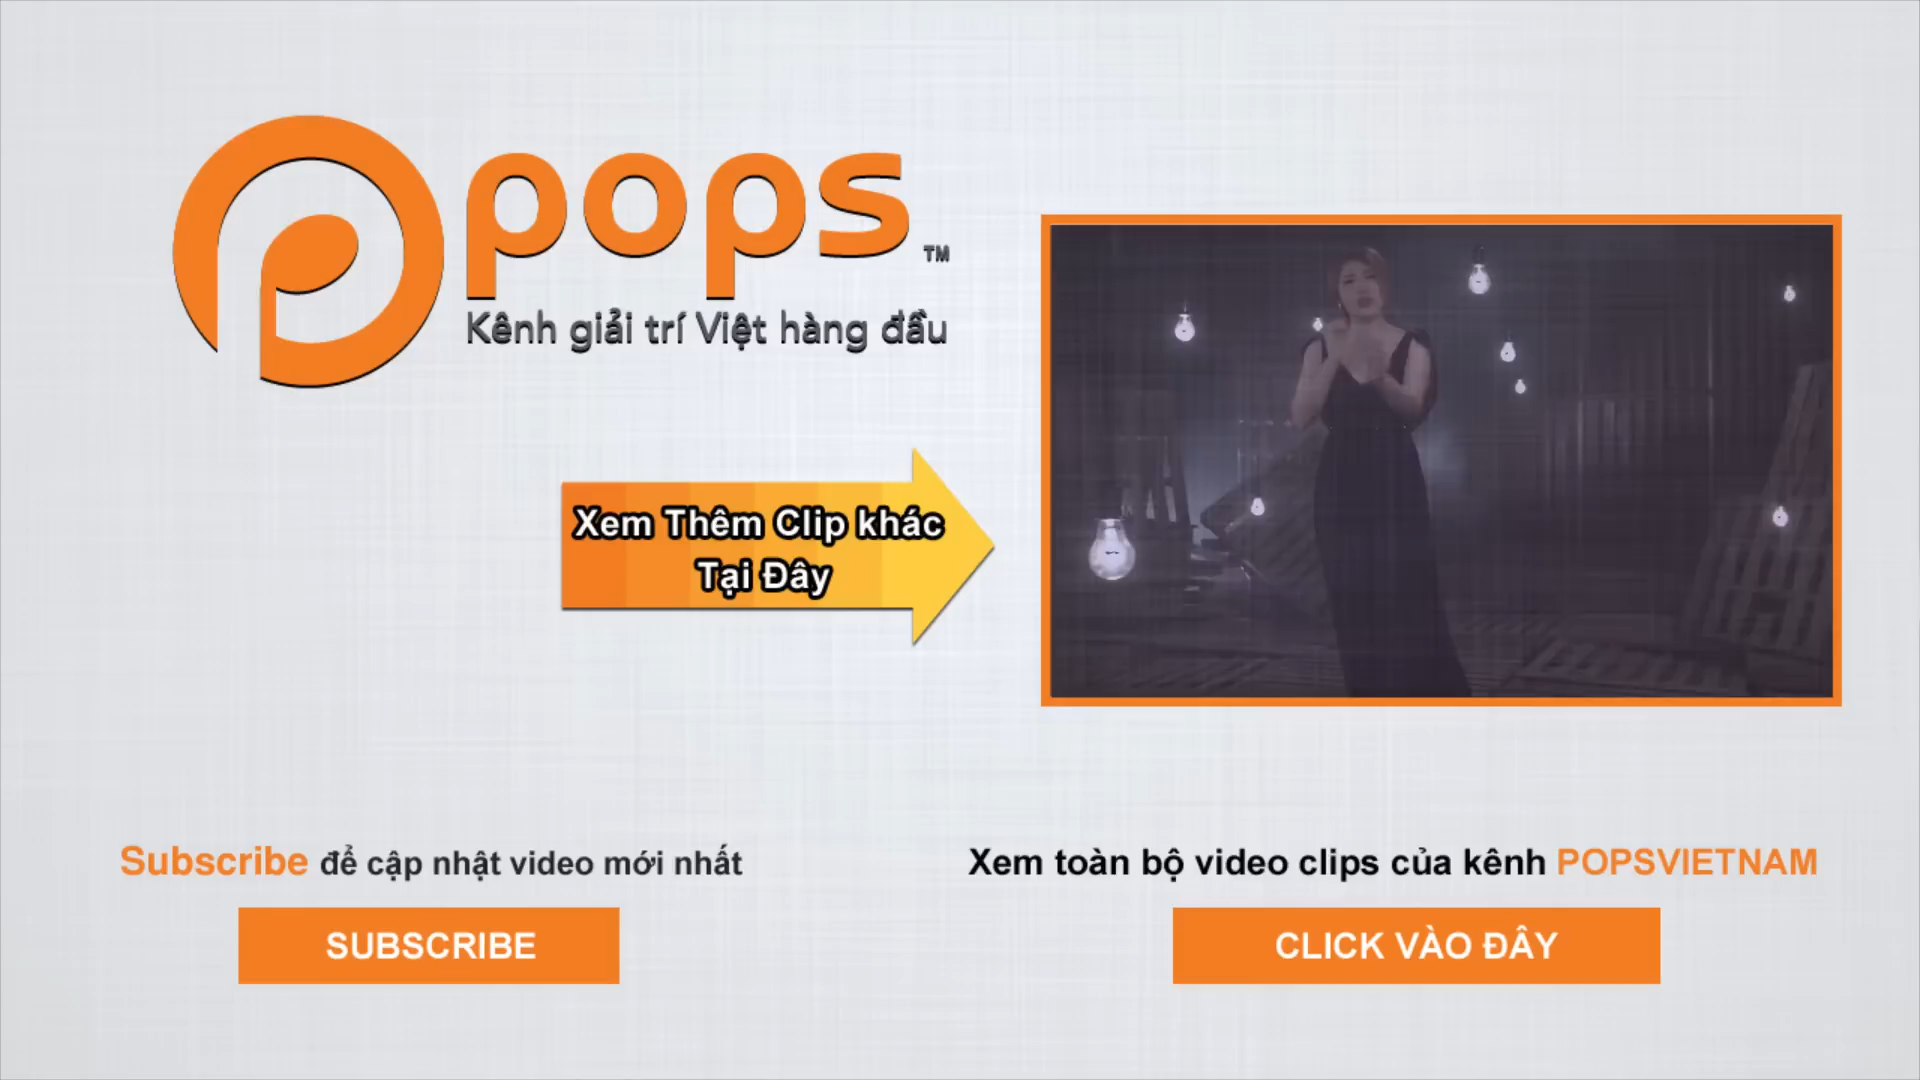 pops
TM
Kênh giải trí Việt hàng đầu
Xem Thêm Clip khác
Tại Đây
Subscribe để cập nhật video mới nhất
SUBSCRIBE
Xem toàn bộ video clips của kênh POPSVIETNAM
CLICK VÀO ĐÂY